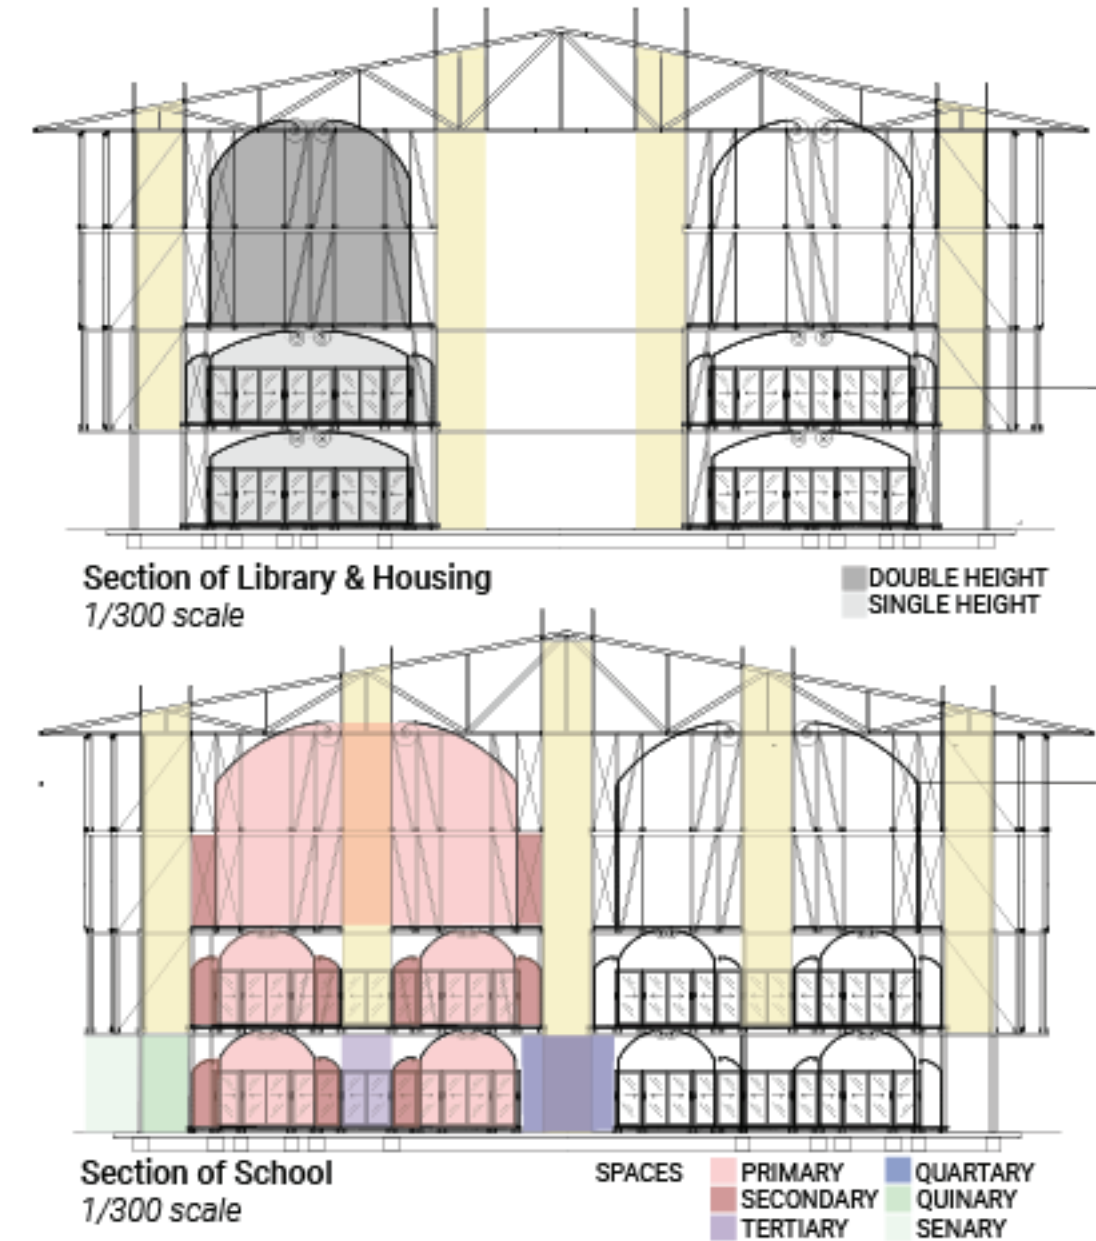 Section of Library & Housing
1/300 scale
DOUBLE HEIGHT
SINGLE HEIGHT
Section of School
1/300 scale
SPACES
PRIMARY
SECONDARY
TERTIARY
QUARTARY
QUINARY
SENARY